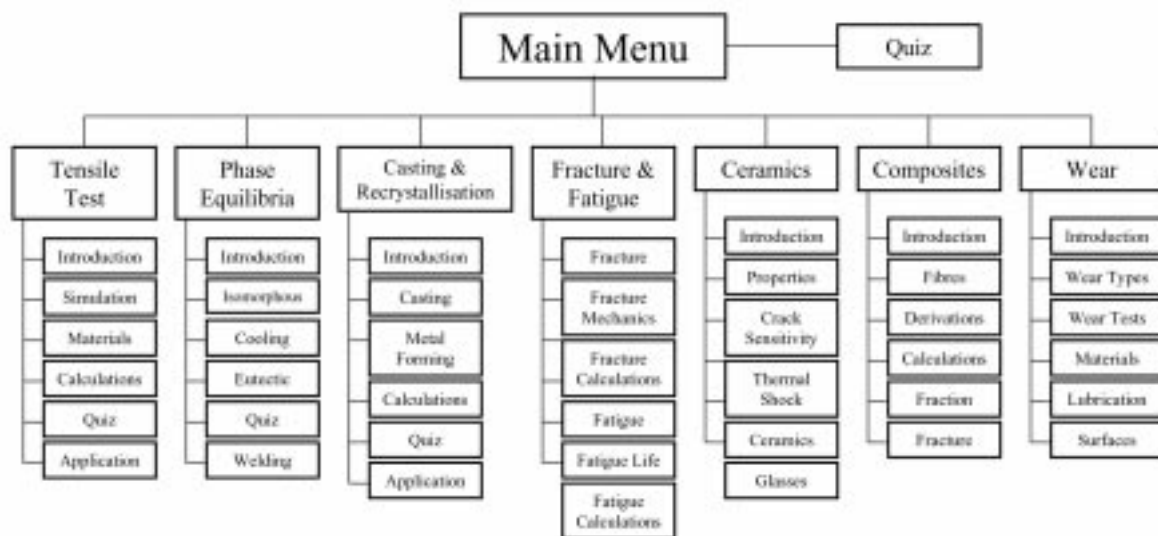 Main Menu
Quiz
Tensile
Test
Introduction
Simulation
Materials
Calculations
Quiz
Application
Phase
Equilibria
Introduction
Isomorphous
Cooling
Eutectic
Quiz
Welding
Casting &
Recrystallisation
Introduction
Casting
Metal
Forming
Calculations
Quiz
Application
Fracture &
Fatigue
Fracture
Fracture
Mechanics
Fracture
Calculations
Fatigue
Fatigue Life
Fatigue
Calculations
Ceramics
Introduction
Properties
Crack
Sensitivity
Thermal
Shock
Ceramics
Glasses
Composites
Introduction
Fibres
Derivations
Calculations
Fraction
Fracture
Wear
Introduction
Wear Types
Wear Tests
Materials
Lubrication
Surfaces